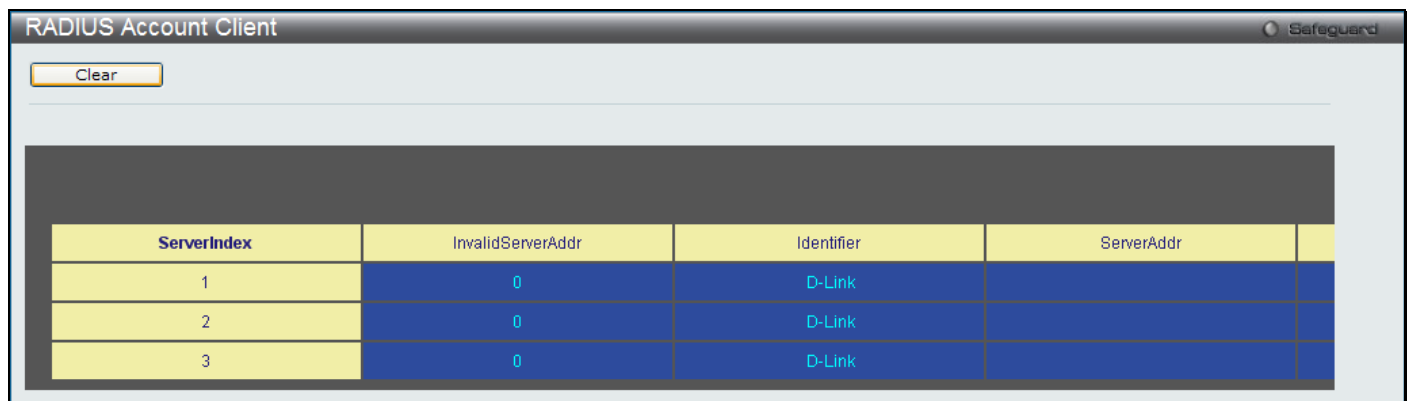 RADIUS Account Client
Safeguard
Clear
ServerIndex InvalidServerAddr Identifier ServerAddr
1 0 D-Link
2 0 D-Link
3 0 D-Link